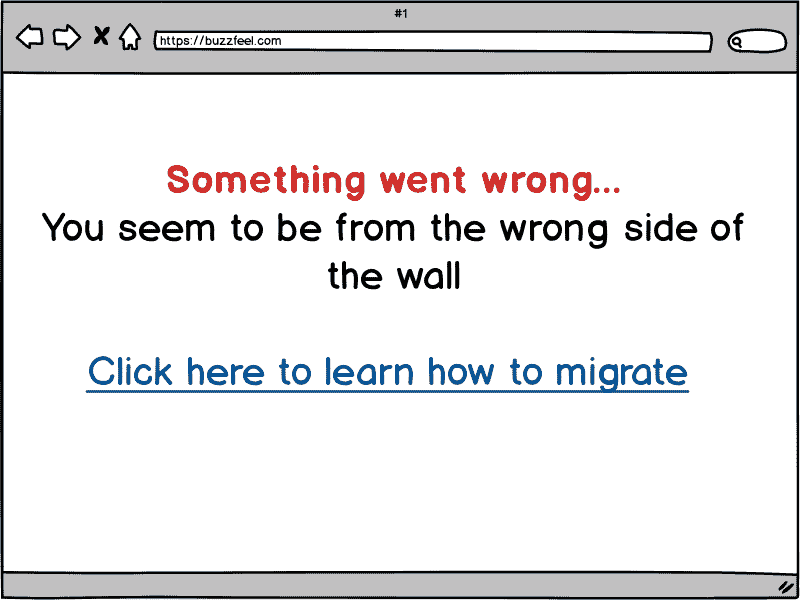 #1
https://buzzfeel.com
Something went wrong...
You seem to be from the wrong side of
the wall
Click here to learn how to migrate